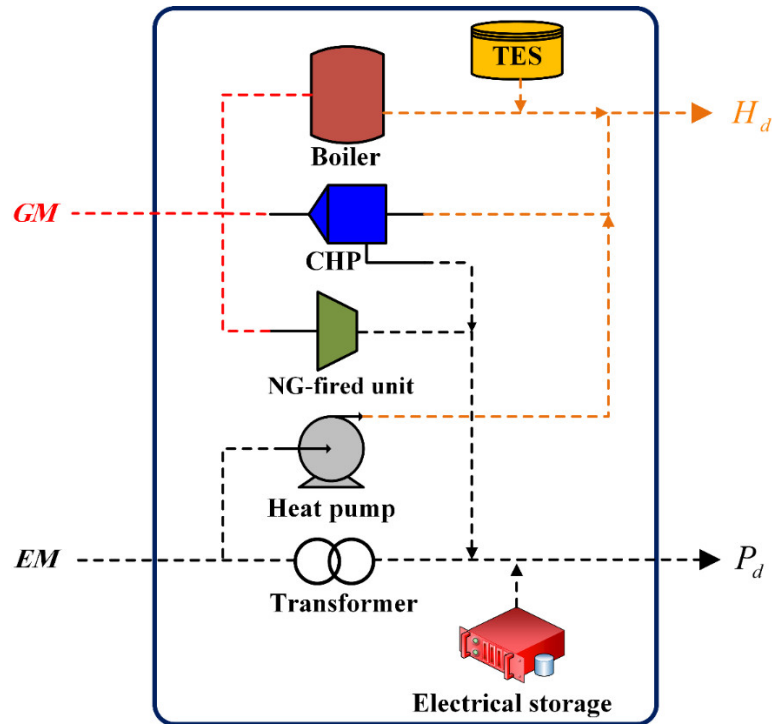 TES
H_d
Boiler
GM
CHP
NG-fired unit
Heat pump
EM
P_d
Transformer
Electrical storage